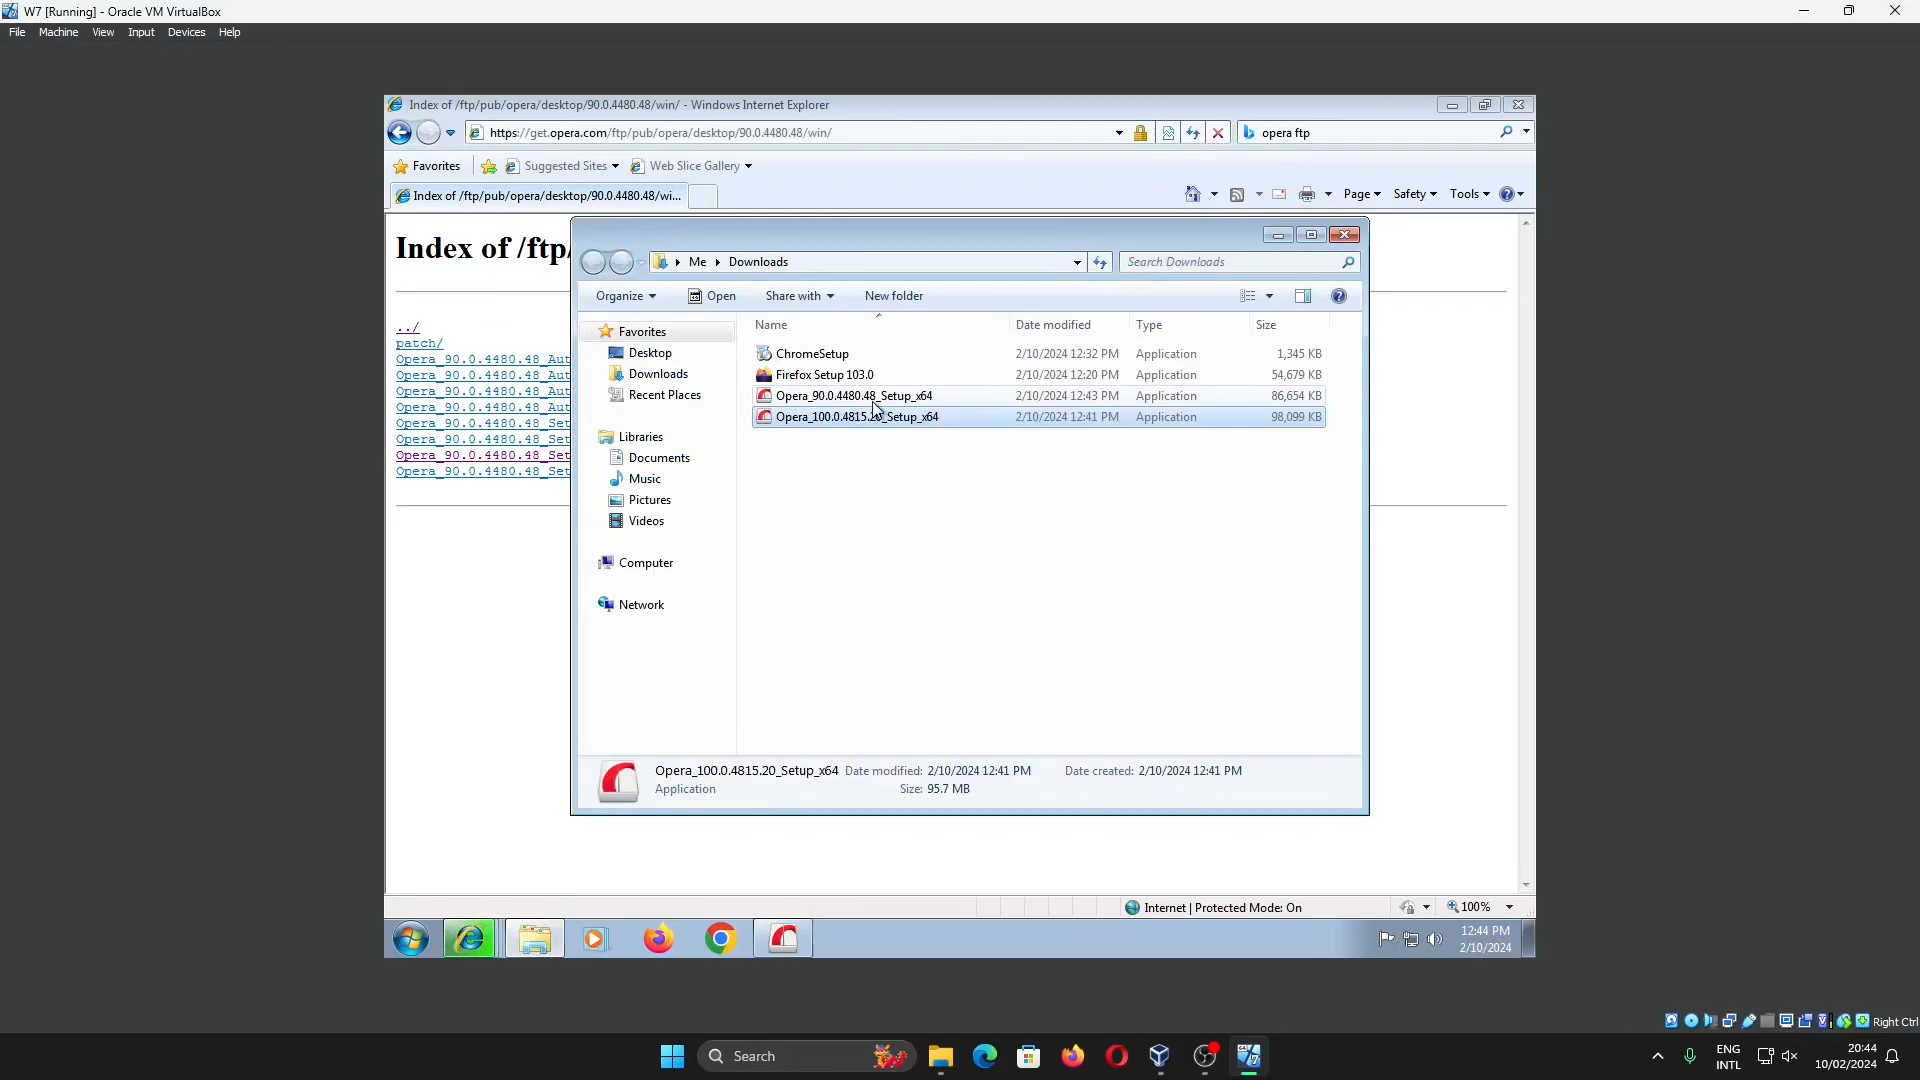 W7 [Running] - Oracle VM VirtualBox
File Machine View Input Devices Help
Index of /ftp/pub/opera/desktop/90.0.4480.48/win/ - Windows Internet Explorer
https://get.opera.com/ftp/pub/opera/desktop/90.0.4480.48/win/
opera ftp
Favorites Suggested Sites Web Slice Gallery
Index of /ftp/pub/opera/desktop/90.0.4480.48/wi...
Page Safety Tools
Index of /ftp/
../
patch/
Opera_90.0.4480.48_Aut
Opera_90.0.4480.48_Aut
Opera_90.0.4480.48_Aut
Opera_90.0.4480.48_Aut
Opera_90.0.4480.48_Set
Opera_90.0.4480.48_Set
Opera_90.0.4480.48_Set
Opera_90.0.4480.48_Set
Me Downloads
Search Downloads
Organize Open Share with New folder
Favorites
Desktop
Downloads
Recent Places
Libraries
Documents
Music
Pictures
Videos
Computer
Network
Name Date modified Type Size
ChromeSetup 2/10/2024 12:32 PM Application 1,345 KB
Firefox Setup 103.0 2/10/2024 12:20 PM Application 54,679 KB
Opera_90.0.4480.48_Setup_x64 2/10/2024 12:43 PM Application 86,654 KB
Opera_100.0.4815.20_Setup_x64 2/10/2024 12:41 PM Application 98,099 KB
Opera_100.0.4815.20_Setup_x64 Date modified: 2/10/2024 12:41 PM Date created: 2/10/2024 12:41 PM
Application Size: 95.7 MB
Internet | Protected Mode: On
100%
12:44 PM
2/10/2024
Right Ctrl
Search
ENG
INTL
20:44
10/02/2024